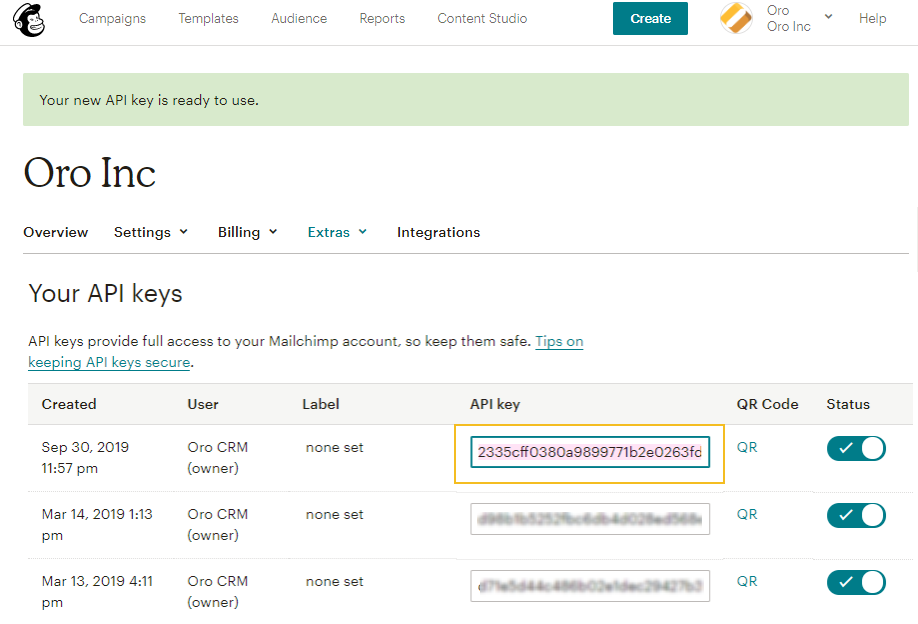 Campaigns Templates Audience Reports Content Studio Create Oro Help
Oro Inc
Your new API key is ready to use.
Oro Inc
Overview Settings Billing Extras Integrations
Your API keys
API keys provide full access to your Mailchimp account, so keep them safe. Tips on
keeping API keys secure.
Created User Label API key QR Code Status
Sep 30, 2019 Oro CRM none set 2335cff0380a9899771b2e0263fd QR
11:57 pm (owner)
Mar 14, 2019 1:13 Oro CRM none set QR
pm (owner)
Mar 13, 2019 4:11 Oro CRM none set QR
pm (owner)